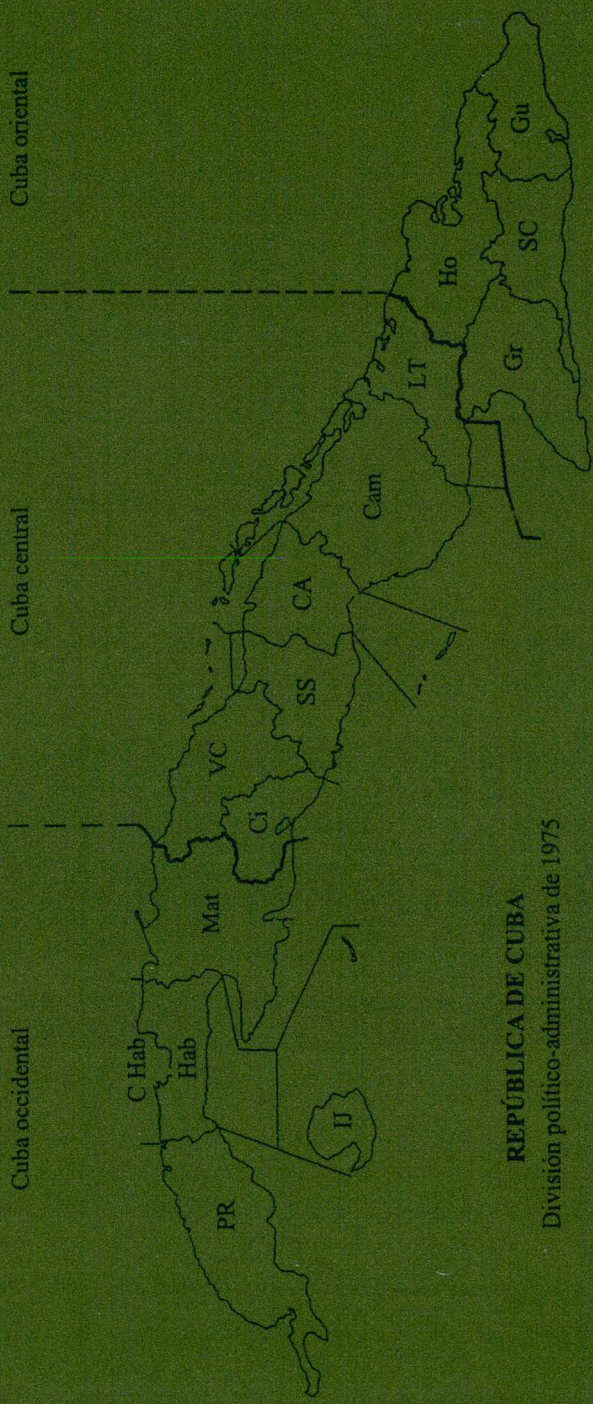 Cuba occidental
Cuba central
Cuba oriental
C Hab
Hab
PR
IJ
Mat
VC
Ci
SS
CA
Cam
LT
Ho
Gr
SC
Gu
REPÚBLICA DE CUBA
División político-administrativa de 1975